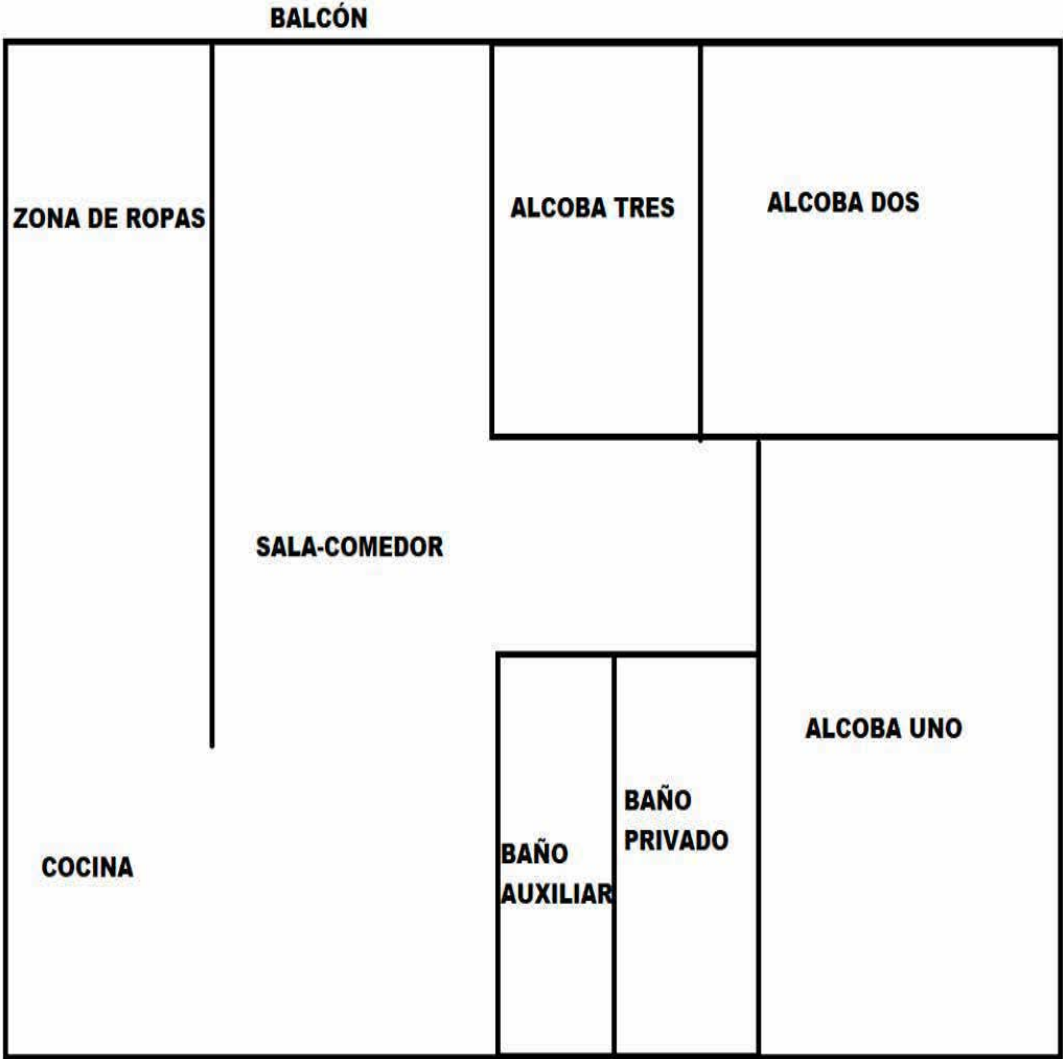 BALCÓN
ZONA DE ROPAS
ALCOBA TRES
ALCOBA DOS
SALA-COMEDOR
ALCOBA UNO
BAÑO
PRIVADO
COCINA
BAÑO
AUXILIAR